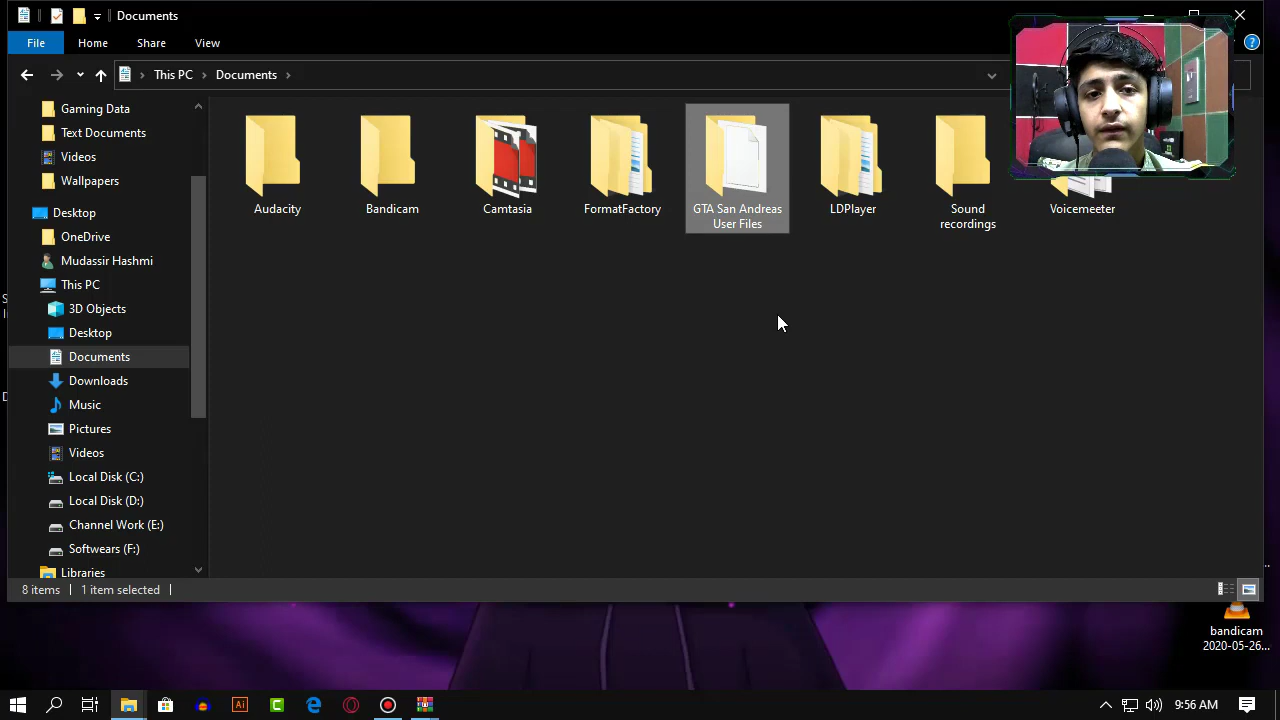 Documents
File
Home
Share
View
This PC
Documents
Gaming Data
Text Documents
Videos
Wallpapers
Desktop
OneDrive
Mudassir Hashmi
This PC
3D Objects
Desktop
Documents
Downloads
Music
Pictures
Videos
Local Disk (C:)
Local Disk (D:)
Channel Work (E:)
Softwears (F:)
Libraries
Audacity
Bandicam
Camtasia
FormatFactory
GTA San Andreas
User Files
LDPlayer
Sound
recordings
Voicemeeter
8 items
1 item selected
bandicam
2020-05-26...
Ai
9:56 AM